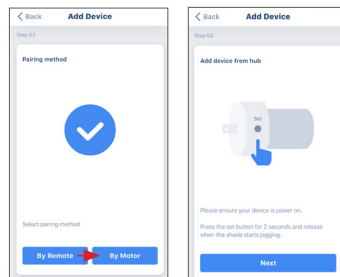 Back Add Device
Step 03
Pairing method
Select pairing method
By Remote By Motor
Back Add Device
Step 04
Add device from hub
Set
Please ensure your device is power on.
Press the set button for 2 seconds and release
when the shade starts jogging.
Next